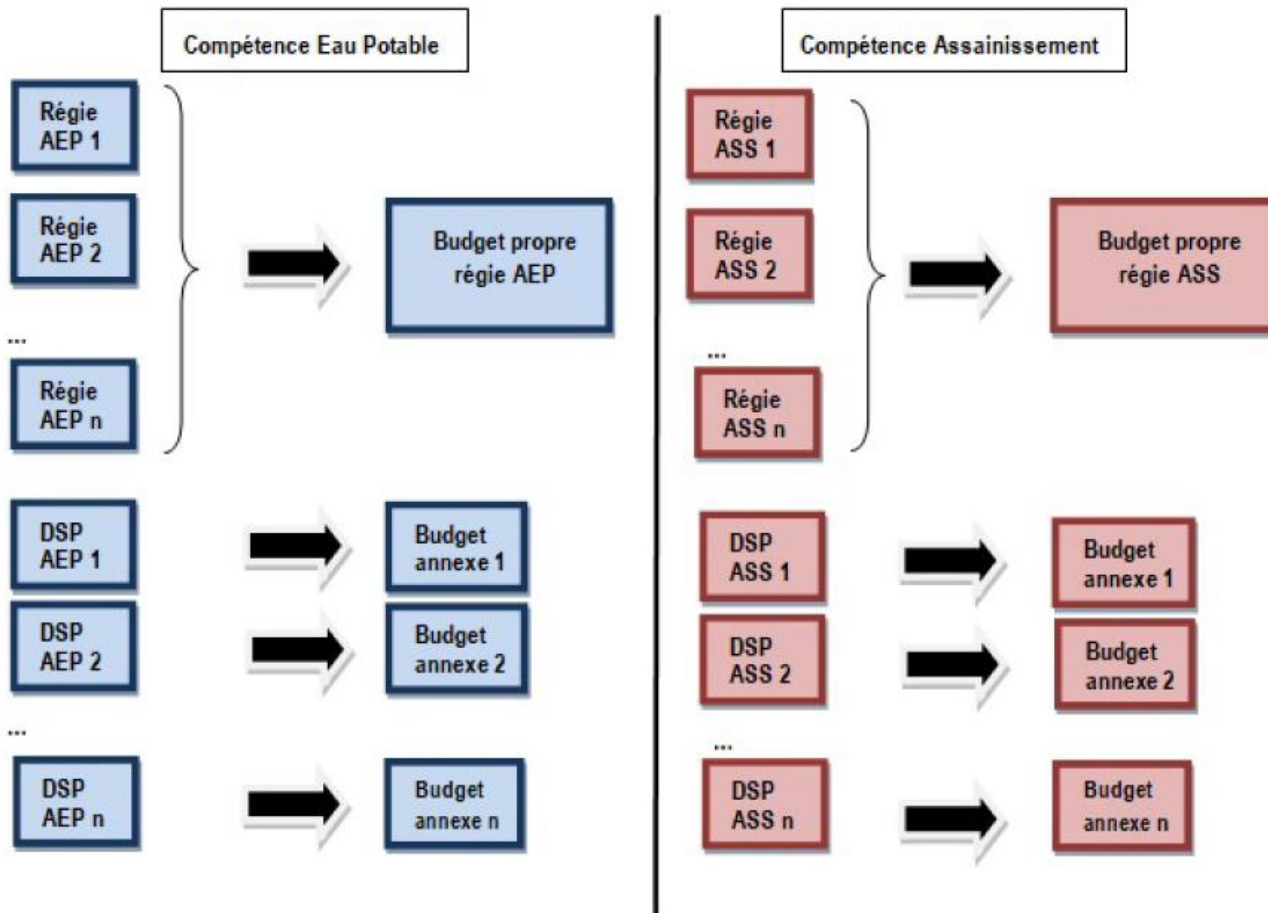 Compétence Eau Potable
Régie
AEP 1
Régie
AEP 2
...
Régie
AEP n
Budget propre
régie AEP
DSP
AEP 1
Budget
annexe 1
DSP
AEP 2
Budget
annexe 2
...
DSP
AEP n
Budget
annexe n
Compétence Assainissement
Régie
ASS 1
Régie
ASS 2
...
Régie
ASS n
Budget propre
régie ASS
DSP
ASS 1
Budget
annexe 1
DSP
ASS 2
Budget
annexe 2
...
DSP
ASS n
Budget
annexe n